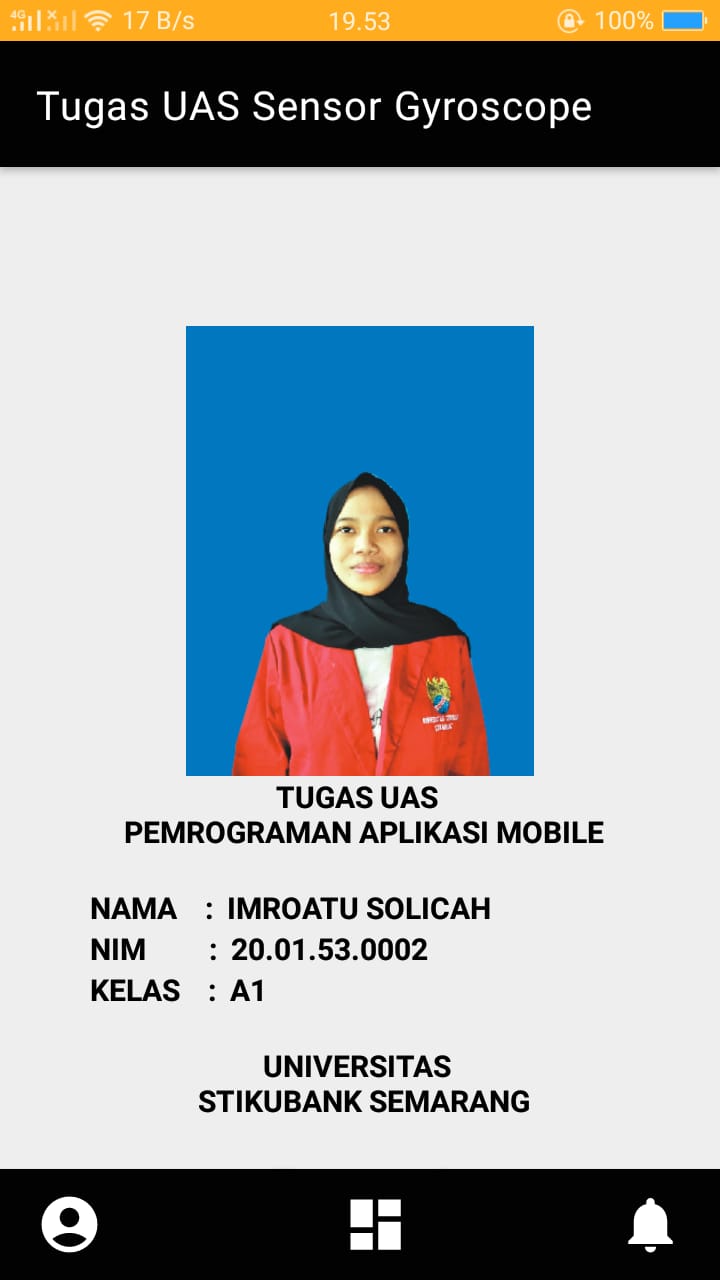 4G 17 B/s 19.53 100%
Tugas UAS Sensor Gyroscope
TUGAS UAS
PEMROGRAMAN APLIKASI MOBILE
NAMA : IMROATU SOLICAH
NIM : 20.01.53.0002
KELAS : A1
UNIVERSITAS
STIKUBANK SEMARANG